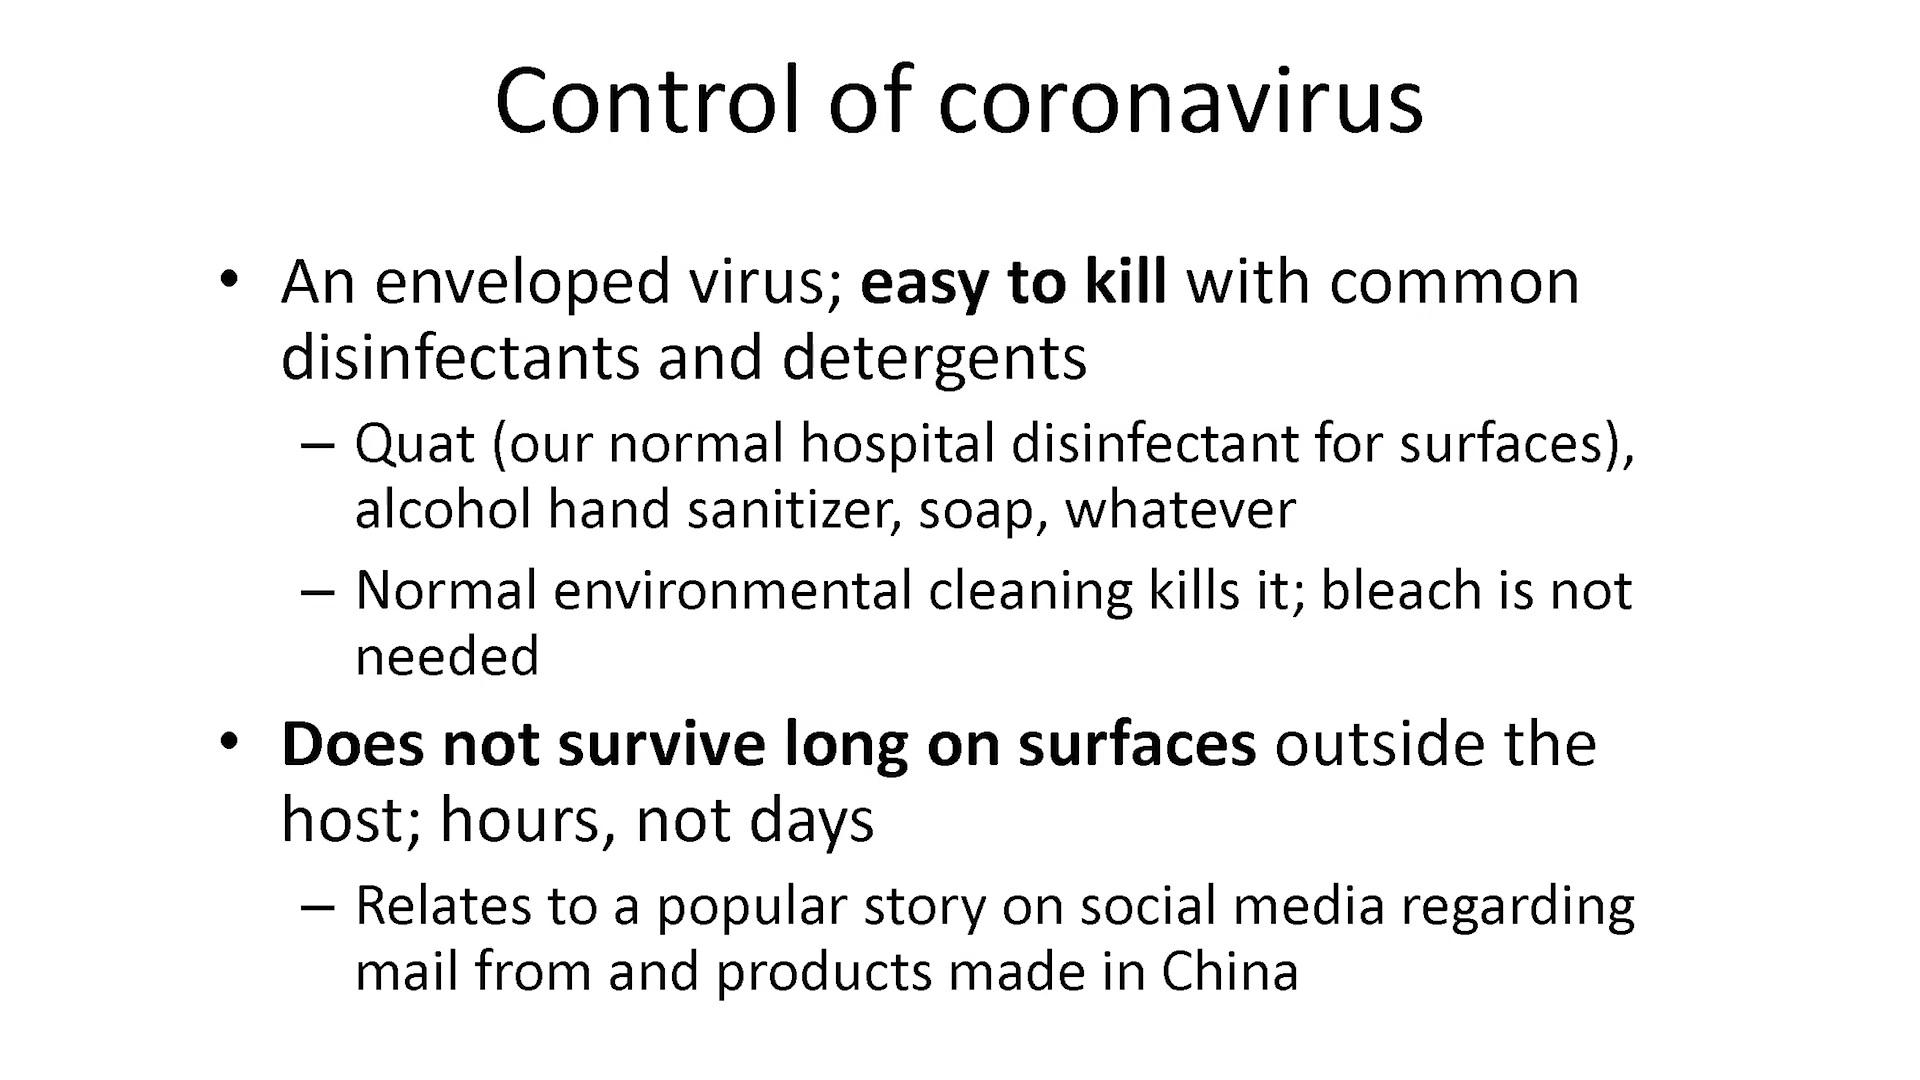 Control of coronavirus
• An enveloped virus; easy to kill with common
disinfectants and detergents
– Quat (our normal hospital disinfectant for surfaces),
alcohol hand sanitizer, soap, whatever
– Normal environmental cleaning kills it; bleach is not
needed
• Does not survive long on surfaces outside the
host; hours, not days
– Relates to a popular story on social media regarding
mail from and products made in China